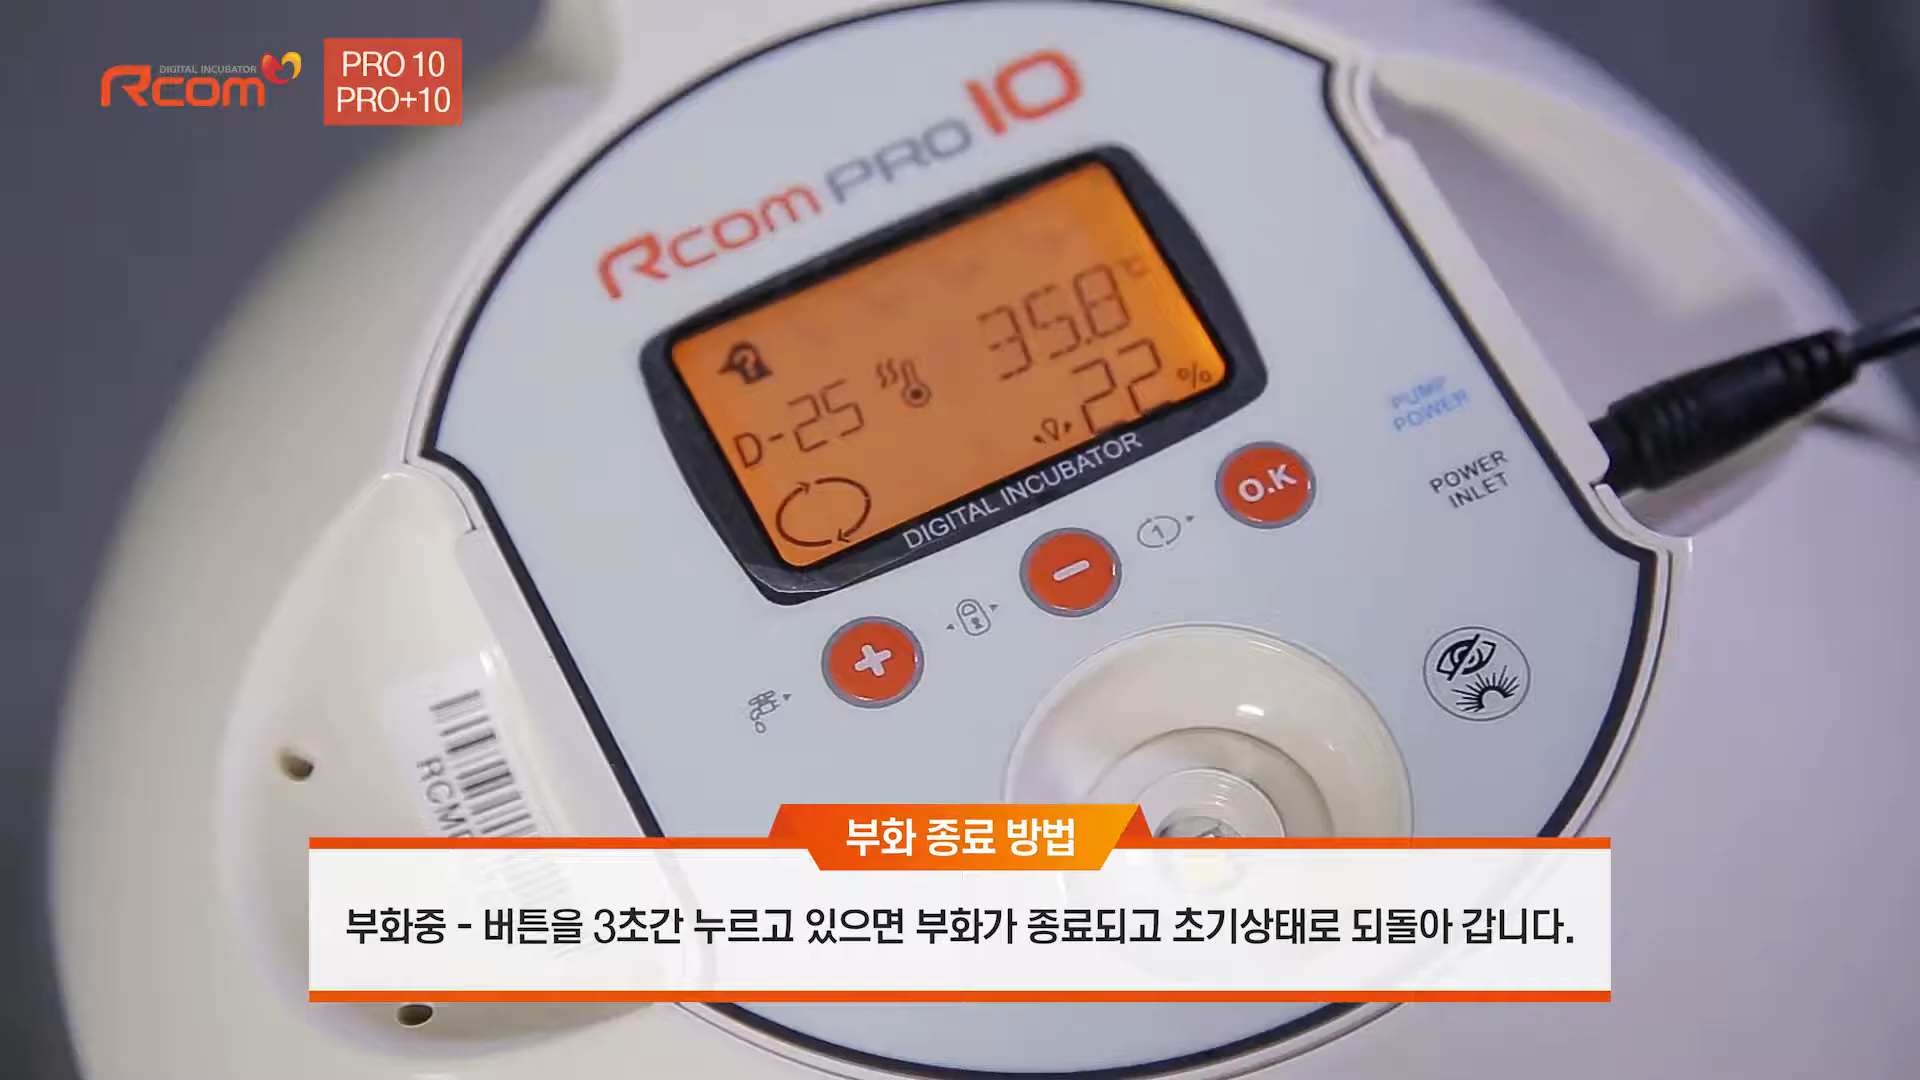 DIGITAL INCUBATOR
Rcom
PRO 10
PRO+10
Rcom PRO 10
35.8 °C
D-25
22 %
DIGITAL INCUBATOR
PUMP
POWER
POWER
INLET
O.K
−
1
+
부화 종료 방법
부화중 - 버튼을 3초간 누르고 있으면 부화가 종료되고 초기상태로 되돌아 갑니다.